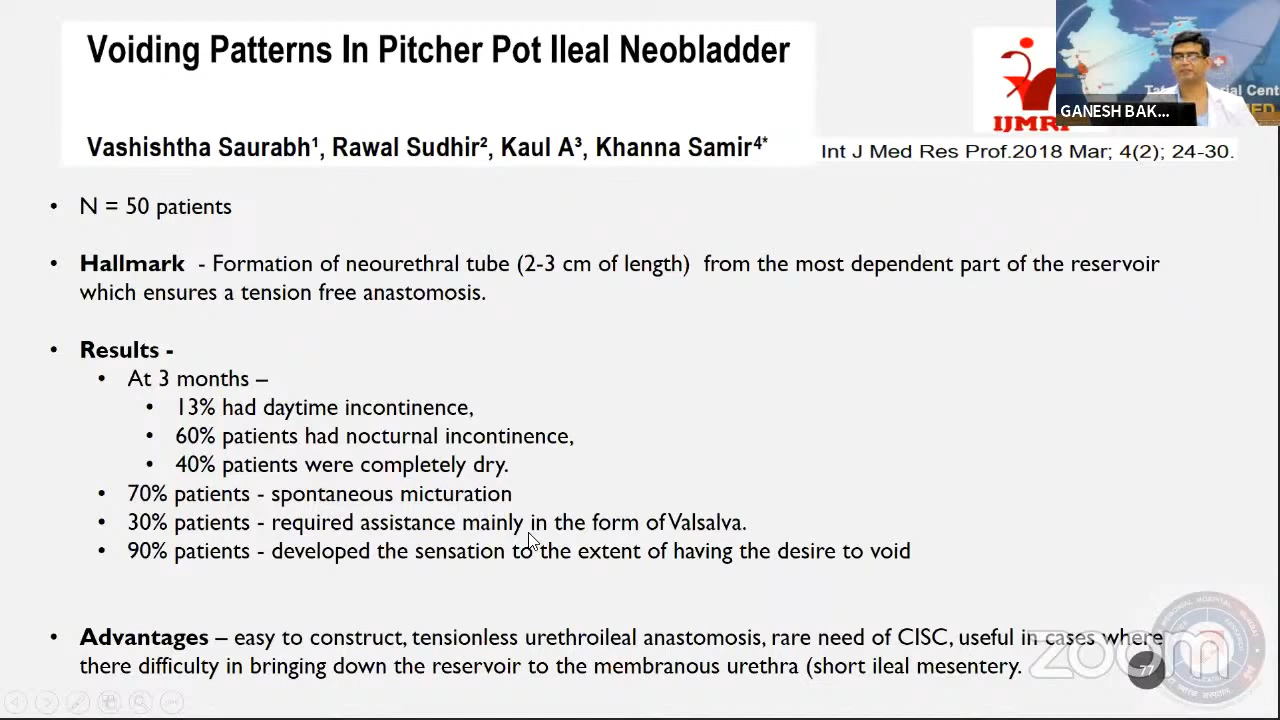 Voiding Patterns In Pitcher Pot Ileal Neobladder
Vashishtha Saurabh¹, Rawal Sudhir², Kaul A³, Khanna Samir⁴*
GANESH BAK...
Int J Med Res Prof.2018 Mar; 4(2); 24-30.
• N = 50 patients
• Hallmark - Formation of neourethral tube (2-3 cm of length) from the most dependent part of the reservoir
which ensures a tension free anastomosis.
• Results -
• At 3 months –
• 13% had daytime incontinence,
• 60% patients had nocturnal incontinence,
• 40% patients were completely dry.
• 70% patients - spontaneous micturation
• 30% patients - required assistance mainly in the form of Valsalva.
• 90% patients - developed the sensation to the extent of having the desire to void
• Advantages – easy to construct, tensionless urethroileal anastomosis, rare need of CISC, useful in cases where
there difficulty in bringing down the reservoir to the membranous urethra (short ileal mesentery.
zoom
77